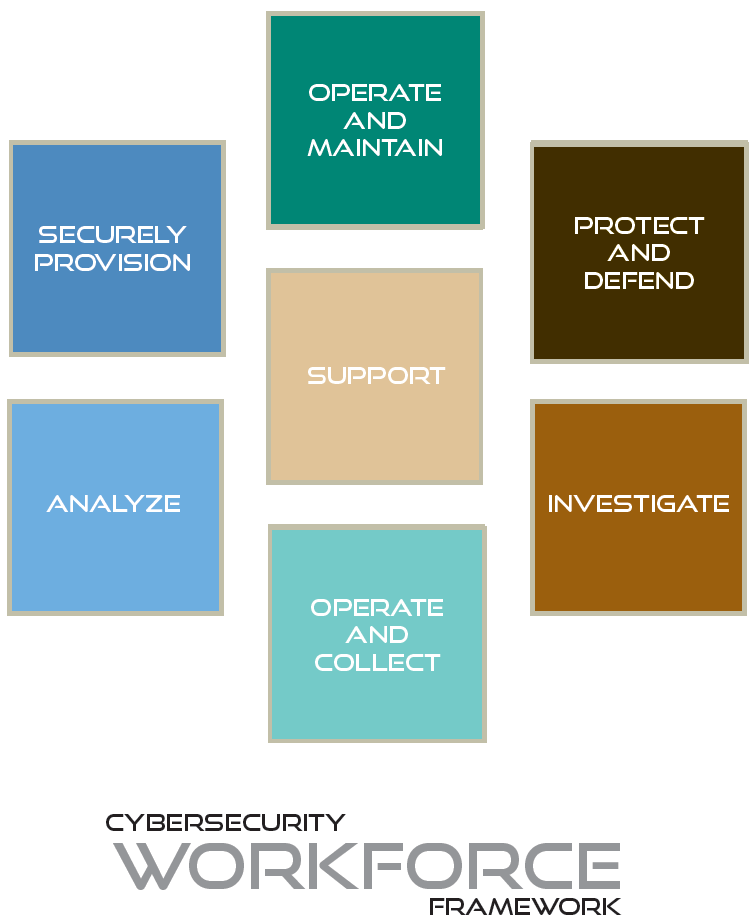 OPERATE
AND
MAINTAIN
SECURELY
PROVISION
PROTECT
AND
DEFEND
SUPPORT
ANALYZE
INVESTIGATE
OPERATE
AND
COLLECT
CYBERSECURITY
WORKFORCE
FRAMEWORK